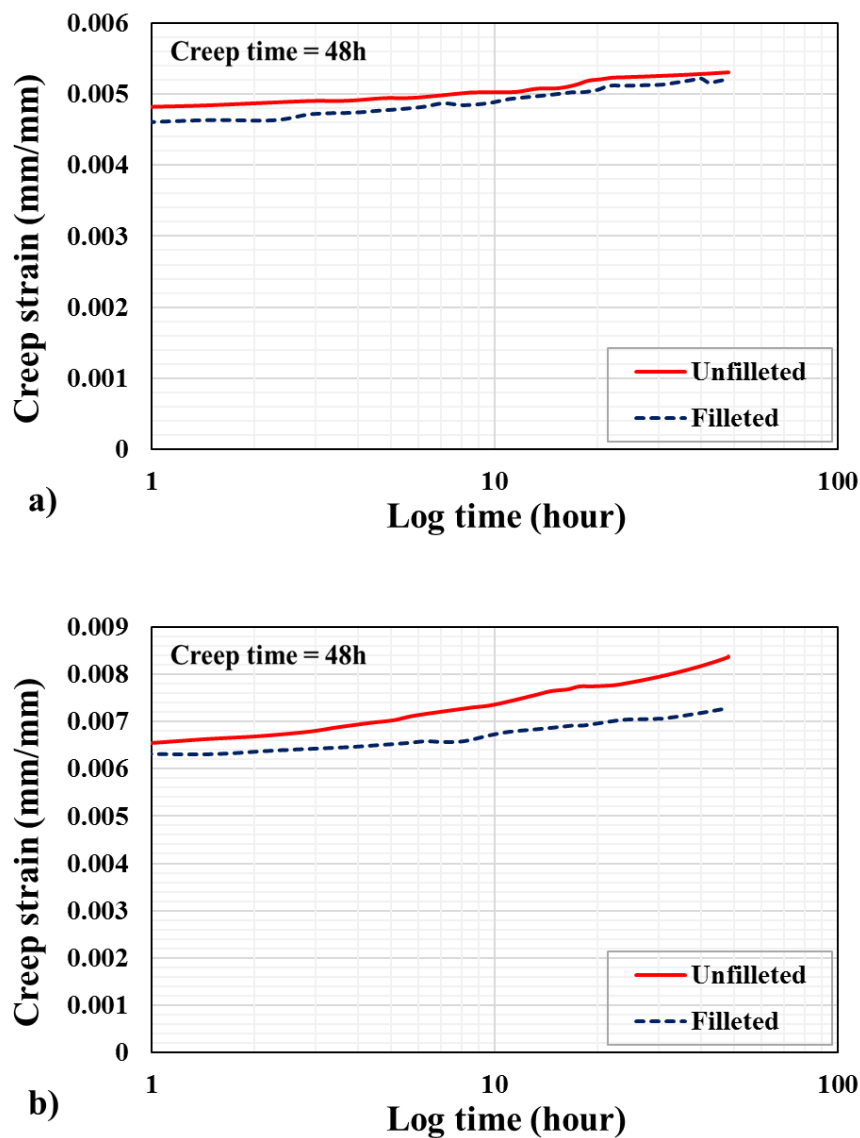 0.006
Creep time = 48h
0.005
0.004
0.003
0.002
0.001
0
Creep strain (mm/mm)
Unfilleted
Filleted
1
10
100
a)
Log time (hour)
0.009
Creep time = 48h
0.008
0.007
0.006
0.005
0.004
0.003
0.002
0.001
0
Creep strain (mm/mm)
Unfilleted
Filleted
1
10
100
b)
Log time (hour)